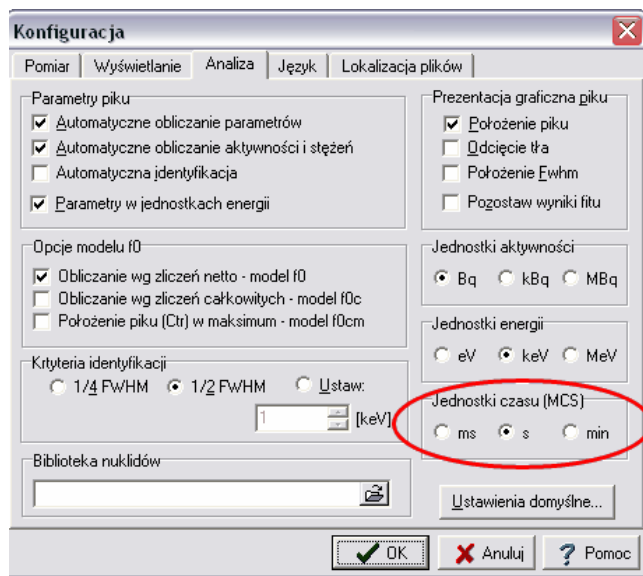 Konfiguracja
Pomiar Wyświetlanie Analiza Język Lokalizacja plików
Parametry piku
Automatyczne obliczanie parametrów
Automatyczne obliczanie aktywności i stężeń
Automatyczna identyfikacja
Parametry w jednostkach energii
Prezentacja graficzna piku
Położenie piku
Odcięcie tła
Położenie Fwhm
Pozostaw wyniki fitu
Opcje modelu f0
Obliczanie wg zliczeń netto - model f0
Obliczanie wg zliczeń całkowitych - model f0c
Położenie piku (Ctr) w maksimum - model f0cm
Jednostki aktywności
Bq kBq MBq
Jednostki energii
eV keV MeV
Krtyteria identyfikacji
1/4 FWHM 1/2 FWHM Ustaw:
1 [keV]
Jednostki czasu (MCS)
ms s min
Biblioteka nuklidów
Ustawienia domyślne...
OK Anuluj Pomoc